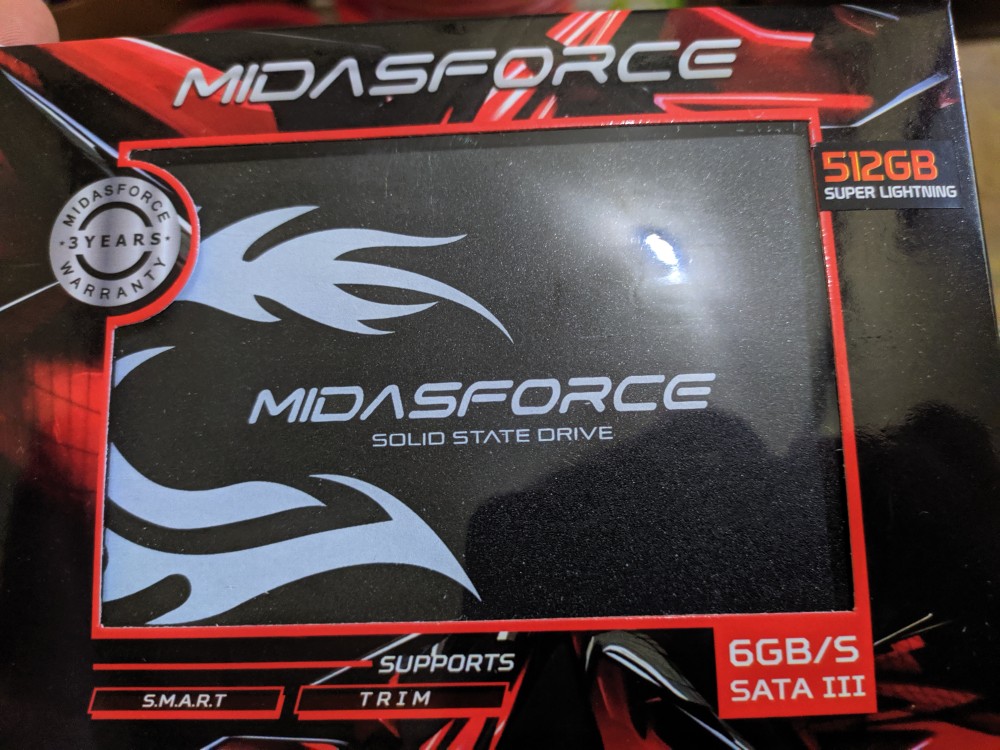 MIDASFORCE
512GB
SUPER LIGHTNING
MIDASFORCE
3 YEARS
WARRANTY
MIDASFORCE
SOLID STATE DRIVE
SUPPORTS
S.M.A.R.T
TRIM
6GB/S
SATA III